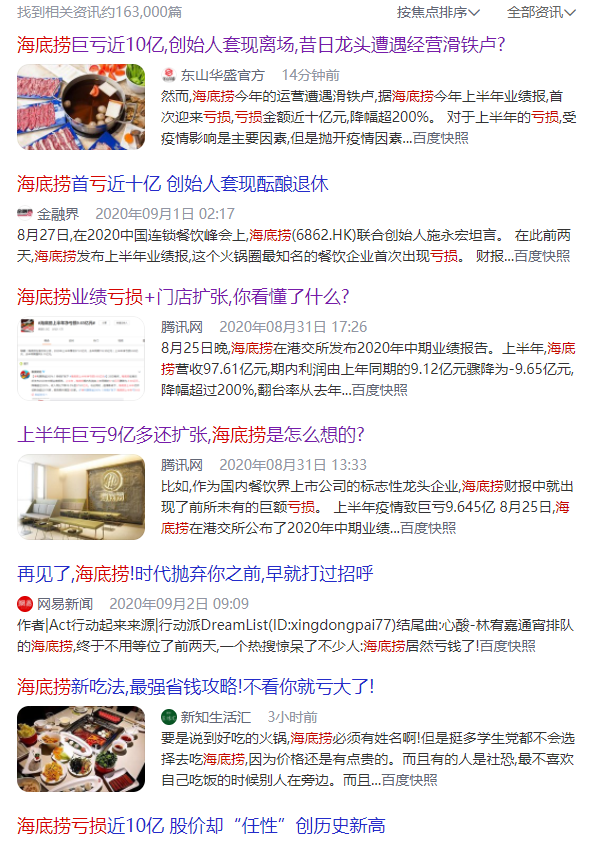 找到相关资讯约163,000篇 按焦点排序 全部资讯
海底捞巨亏近10亿,创始人套现离场,昔日龙头遭遇经营滑铁卢?
东山华盛官方 14分钟前
然而,海底捞今年的运营遭遇滑铁卢,据海底捞今年上半年业绩报,首
次迎来亏损,亏损金额近十亿元,降幅超200%。 对于上半年的亏损,受
疫情影响是主要因素,但是抛开疫情因素...百度快照
海底捞首亏近十亿 创始人套现酝酿退休
金融界 2020年09月1日 02:17
8月27日,在2020中国连锁餐饮峰会上,海底捞(6862.HK)联合创始人施永宏坦言。 在此前两
天,海底捞发布上半年业绩报,这个火锅圈最知名的餐饮企业首次出现亏损。 财报...百度快照
海底捞业绩亏损+门店扩张,你看懂了什么?
腾讯网 2020年08月31日 17:26
8月25日晚,海底捞在港交所发布2020年中期业绩报告。上半年,海底
捞营收97.61亿元,期内利润由上年同期的9.12亿元骤降为-9.65亿元,
降幅超过200%,翻台率从去年...百度快照
上半年巨亏9亿多还扩张,海底捞是怎么想的?
腾讯网 2020年08月31日 13:33
比如,作为国内餐饮界上市公司的标志性龙头企业,海底捞财报中就出
现了前所未有的巨额亏损。 上半年疫情致巨亏9.645亿 8月25日,海
底捞在港交所公布了2020年中期业绩...百度快照
再见了,海底捞!时代抛弃你之前,早就打过招呼
网易新闻 2020年09月2日 09:09
作者|Act行动起来来源|行动派DreamList(ID:xingdongpai77)结尾曲:心酸-林宥嘉通宵排队
的海底捞,终于不用等位了前两天,一个热搜惊呆了不少人:海底捞居然亏钱了!百度快照
海底捞新吃法,最强省钱攻略!不看你就亏大了!
新知生活汇 3小时前
要是说到好吃的火锅,海底捞必须有姓名啊!但是挺多学生党都不会选
择去吃海底捞,因为价格还是有点贵的。而且有的人是社恐,最不喜欢
自己吃饭的时候别人在旁边。而且...百度快照
海底捞亏损近10亿 股价却“任性”创历史新高